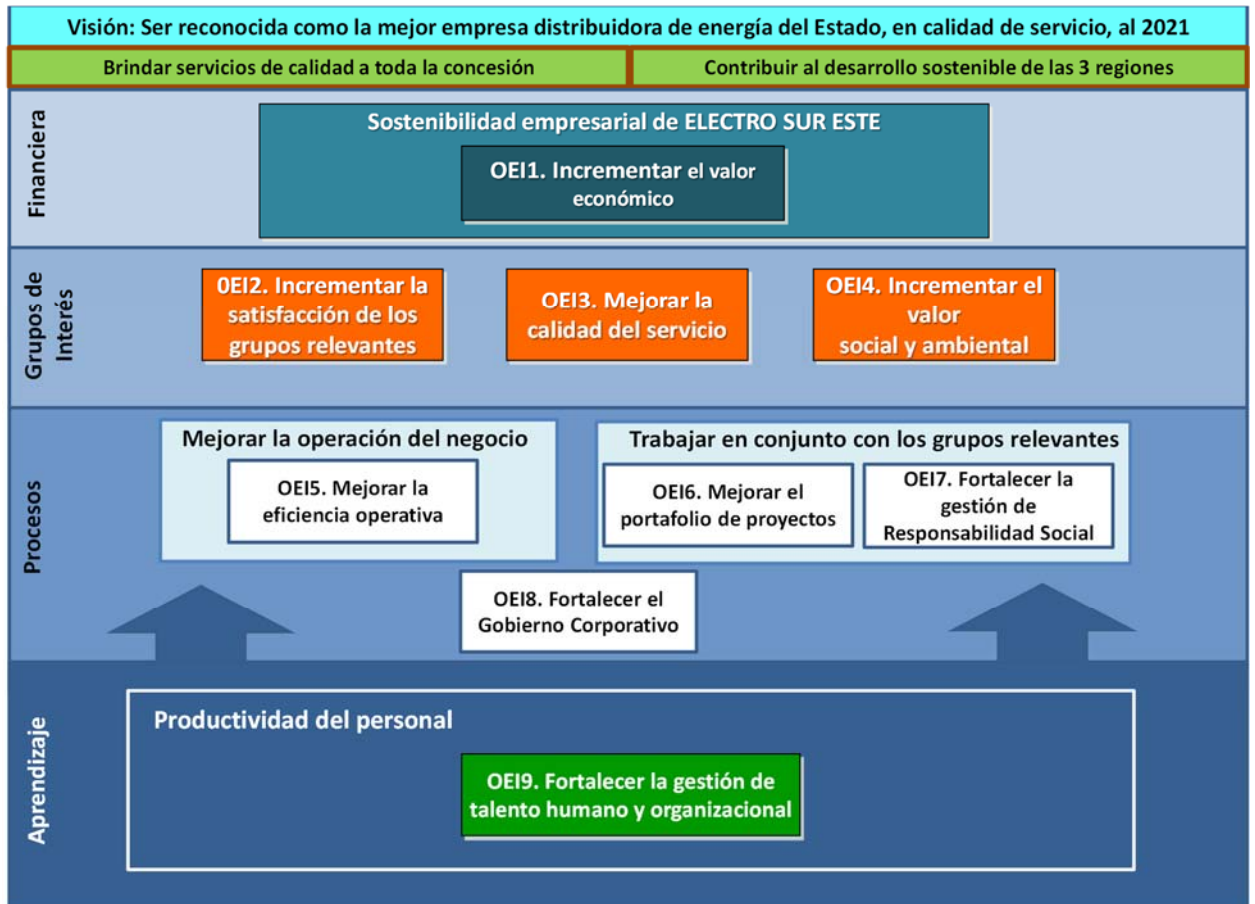 Visión: Ser reconocida como la mejor empresa distribuidora de energía del Estado, en calidad de servicio, al 2021
Brindar servicios de calidad a toda la concesión
Contribuir al desarrollo sostenible de las 3 regiones
Financiera
Sostenibilidad empresarial de ELECTRO SUR ESTE
OEI1. Incrementar el valor
económico
Grupos de
Interés
0EI2. Incrementar la
satisfacción de los
grupos relevantes
OEI3. Mejorar la
calidad del servicio
OEI4. Incrementar el
valor
social y ambiental
Procesos
Mejorar la operación del negocio
OEI5. Mejorar la
eficiencia operativa
Trabajar en conjunto con los grupos relevantes
OEI6. Mejorar el
portafolio de proyectos
OEI7. Fortalecer la
gestión de
Responsabilidad Social
OEI8. Fortalecer el
Gobierno Corporativo
Aprendizaje
Productividad del personal
OEI9. Fortalecer la gestión de
talento humano y organizacional